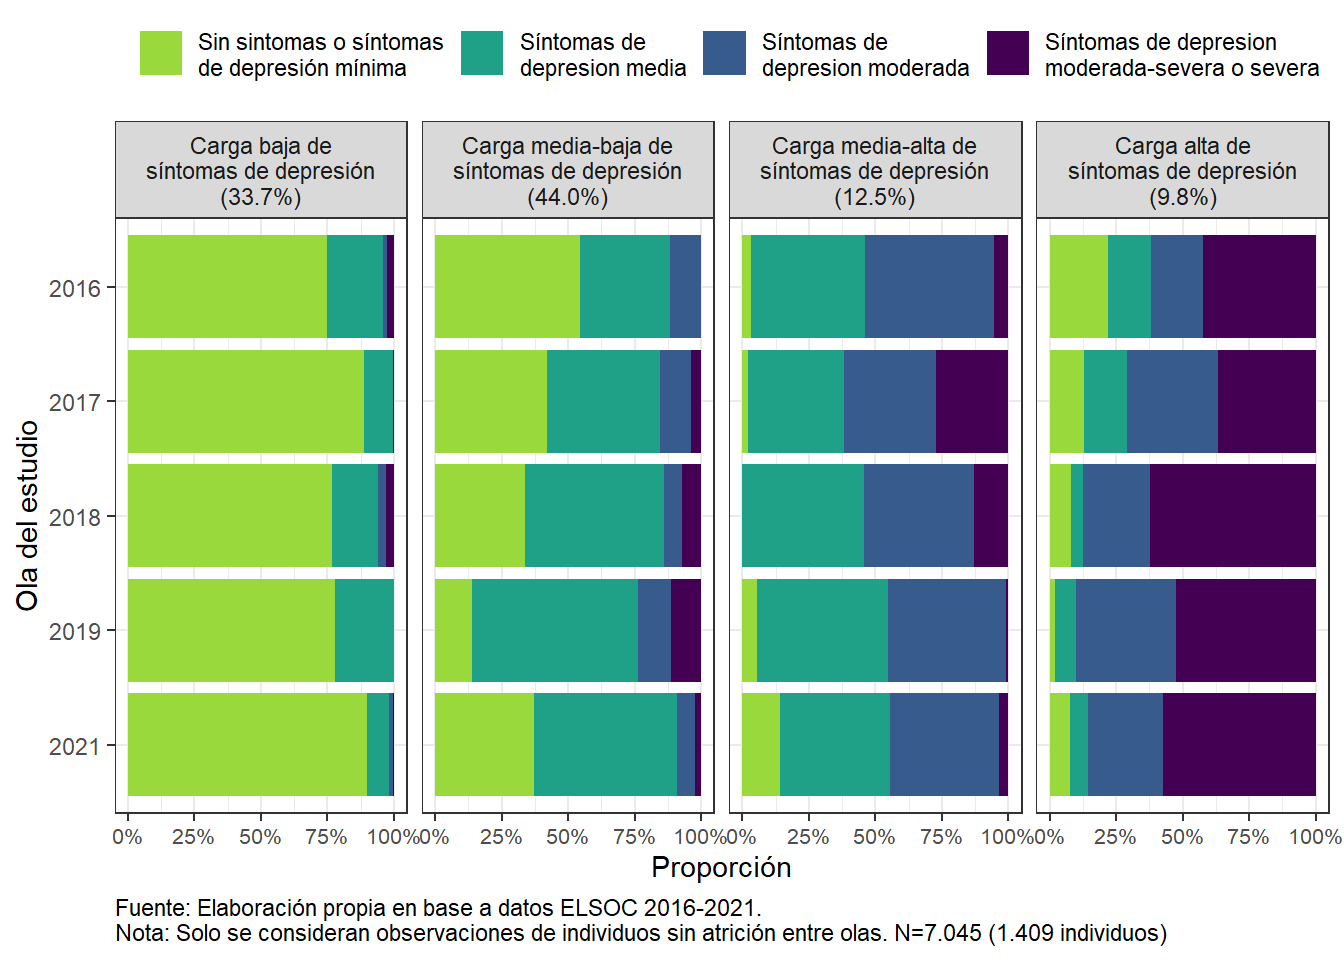 Sin sintomas o síntomas
de depresión mínima
Síntomas de
depresion media
Síntomas de
depresion moderada
Síntomas de depresion
moderada-severa o severa
Carga baja de
síntomas de depresión
(33.7%)
Carga media-baja de
síntomas de depresión
(44.0%)
Carga media-alta de
síntomas de depresión
(12.5%)
Carga alta de
síntomas de depresión
(9.8%)
Ola del estudio
2016
2017
2018
2019
2021
0% 25% 50% 75% 100%
0% 25% 50% 75% 100%
0% 25% 50% 75% 100%
0% 25% 50% 75% 100%
Proporción
Fuente: Elaboración propia en base a datos ELSOC 2016-2021.
Nota: Solo se consideran observaciones de individuos sin atrición entre olas. N=7.045 (1.409 individuos)